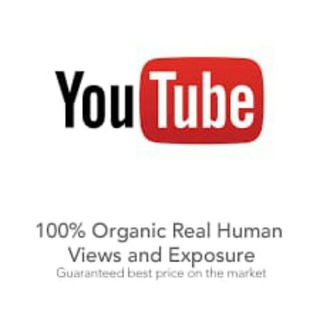 YouTube
100% Organic Real Human
Views and Exposure
Guaranteed best price on the market